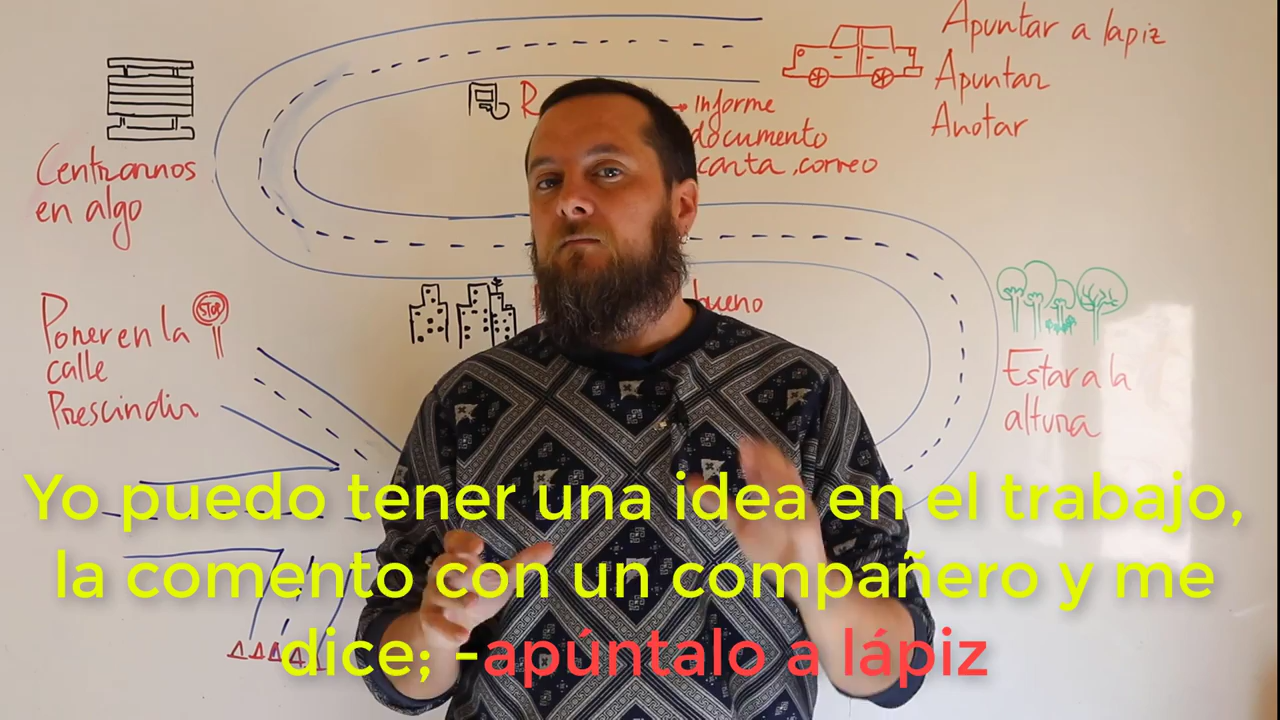 Apuntar a lapiz
Apuntar
Anotar
R
informe
documento
carta, correo
Centrarnos
en algo
bueno
Poner en la
calle
Prescindir
STOP
Estar a la
altura
Yo puedo tener una idea en el trabajo,
la comento con un compañero y me
dice; -apúntalo a lápiz